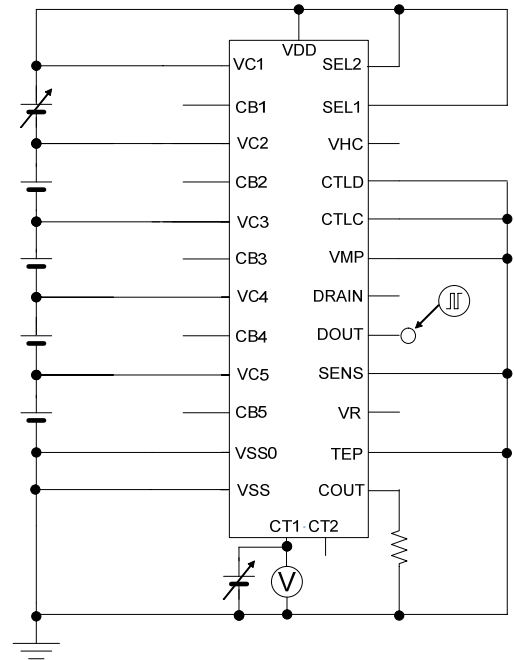 VDD
VC1 SEL2
CB1 SEL1
VC2 VHC
CB2 CTLD
VC3 CTLC
CB3 VMP
VC4 DRAIN
CB4 DOUT
VC5 SENS
CB5 VR
VSS0 TEP
VSS COUT
CT1 CT2
V